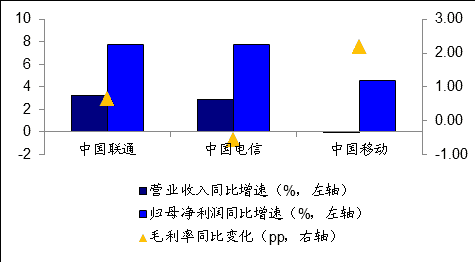 10
8
6
4
2
0
-2
3.00
2.00
1.00
0.00
-1.00
中国联通
中国电信
中国移动
营业收入同比增速（%，左轴）
归母净利润同比增速（%，左轴）
毛利率同比变化（pp，右轴）